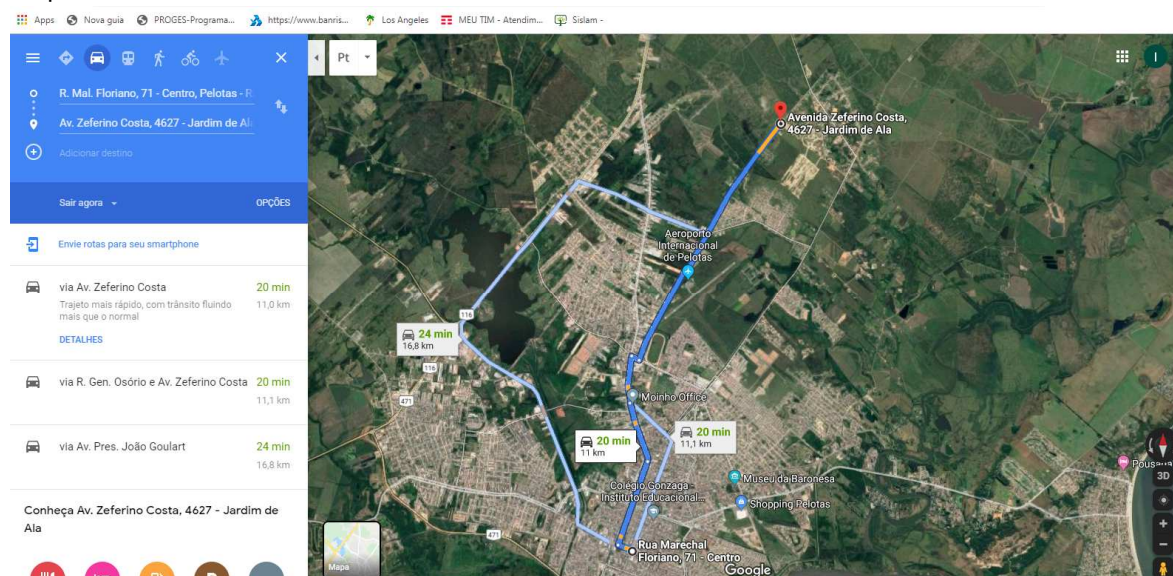 Apps
Nova guia
PROGES-Programa...
https://www.banris...
Los Angeles
MEU TIM - Atendim...
Sislam -
R. Mal. Floriano, 71 - Centro, Pelotas - R
Av. Zeferino Costa, 4627 - Jardim de Ala
Adicionar destino
Sair agora
OPÇÕES
Envie rotas para seu smartphone
via Av. Zeferino Costa
20 min
Trajeto mais rápido, com trânsito fluindo
11,0 km
mais que o normal
DETALHES
via R. Gen. Osório e Av. Zeferino Costa
20 min
11,1 km
via Av. Pres. João Goulart
24 min
16,8 km
Conheça Av. Zeferino Costa, 4627 - Jardim de
Ala
Pt
I
Avenida Zeferino Costa,
4627 - Jardim de Ala
Aeroporto
Internacional
de Pelotas
116
24 min
16,8 km
116
471
Moinho Office
20 min
11 km
20 min
11,1 km
Museu da Baronesa
Colégio Gonzaga -
Instituto Educacional...
Shopping Pelotas
471
Rua Marechal
Floriano, 71 - Centro
Google
Mapa
3D